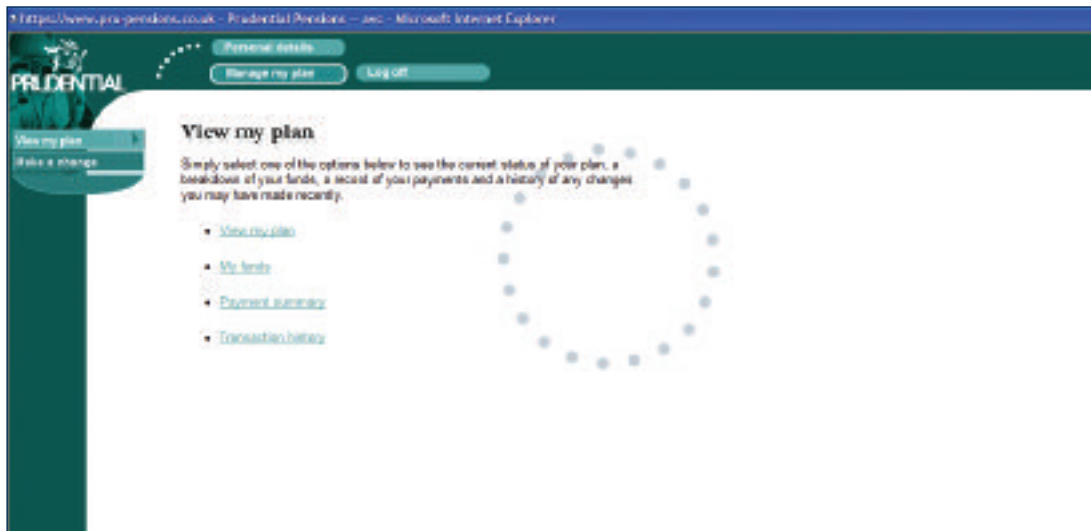 https://www.pru-pensions.co.uk - Prudential Pensions -- avc - Microsoft Internet Explorer
Personal details
PRUDENTIAL
Manage my plan
Log off
View my plan
Make a change
View my plan
Simply select one of the options below to see the current status of your plan, a
breakdown of your funds, a record of your payments and a history of any changes
you may have made recently.
View my plan
My funds
Payment summary
Transaction history